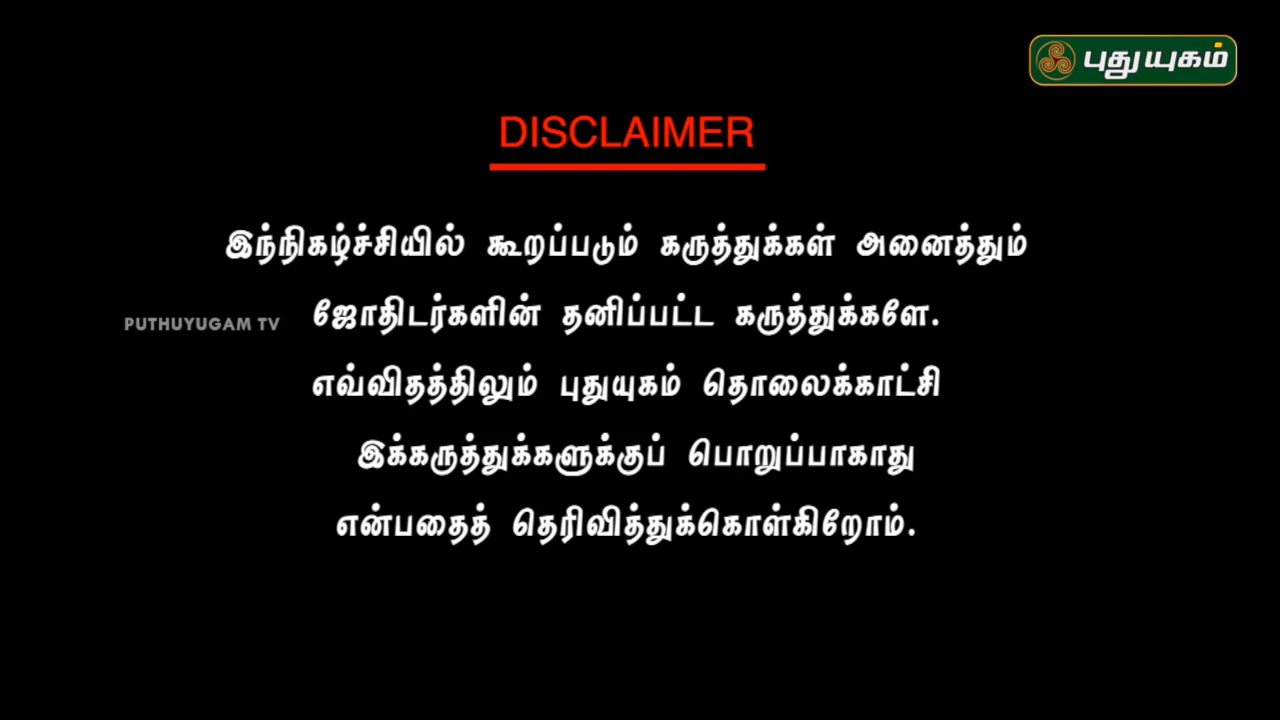 புதுயுகம்
DISCLAIMER
இந்நிகழ்ச்சியில் கூறப்படும் கருத்துக்கள் அனைத்தும்
ஜோதிடர்களின் தனிப்பட்ட கருத்துக்களே.
PUTHUYUGAM TV
எவ்விதத்திலும் புதுயுகம் தொலைக்காட்சி
இக்கருத்துக்களுக்குப் பொறுப்பாகாது
என்பதைத் தெரிவித்துக்கொள்கிறோம்.